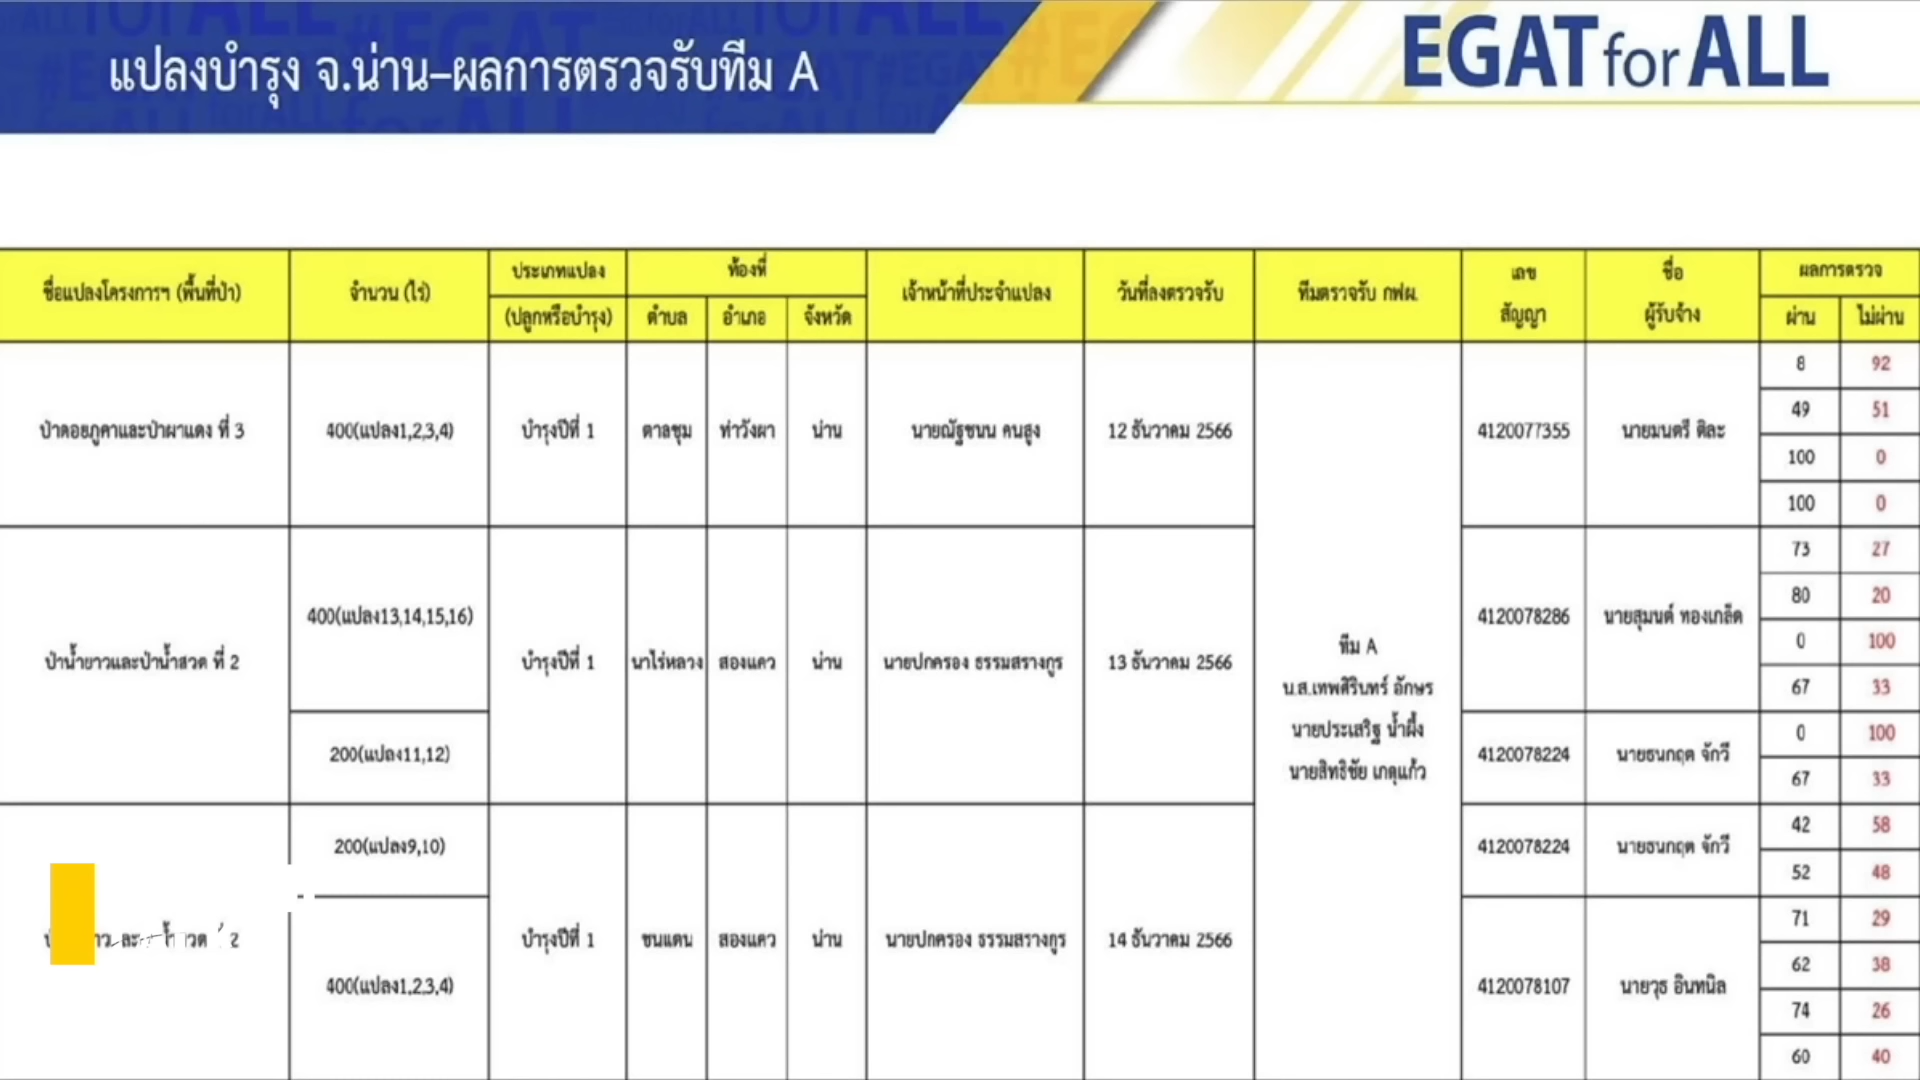 แปลงบำรุง จ.น่าน–ผลการตรวจรับทีม A
EGAT for ALL
ชื่อแปลงโครงการฯ (พื้นที่ป่า)
จำนวน (ไร่)
ประเภทแปลง
(ปลูกหรือบำรุง)
ท้องที่
ตำบล อำเภอ จังหวัด
เจ้าหน้าที่ประจำแปลง
วันที่ลงตรวจรับ
ทีมตรวจรับ กฟผ.
เลข
สัญญา
ชื่อ
ผู้รับจ้าง
ผลการตรวจ
ผ่าน ไม่ผ่าน
ป่าดอยภูคาและป่าผาแดง ที่ 3
400(แปลง1,2,3,4)
บำรุงปีที่ 1
ตาลชุม
ท่าวังผา
น่าน
นายณัฐชนน คนสูง
12 ธันวาคม 2566
4120077355
นายมนตรี ติละ
8 92
49 51
100 0
100 0
ป่าน้ำยาวและป่าน้ำสวด ที่ 2
400(แปลง13,14,15,16)
200(แปลง11,12)
บำรุงปีที่ 1
นาไร่หลวง
สองแคว
น่าน
นายปกครอง ธรรมสรางกูร
13 ธันวาคม 2566
ทีม A
น.ส.เทพศิรินทร์ อักษร
นายประเสริฐ น้ำผึ้ง
นายสิทธิชัย เกตุแก้ว
4120078286
นายสุมนต์ ทองเกล็ด
73 27
80 20
0 100
67 33
4120078224
นายธนกฤต จักวี
0 100
67 33
200(แปลง9,10)
400(แปลง1,2,3,4)
บำรุงปีที่ 1
ชนแดน
สองแคว
น่าน
นายปกครอง ธรรมสรางกูร
14 ธันวาคม 2566
4120078224
นายธนกฤต จักวี
42 58
52 48
4120078107
นายวุธ อินทนิล
71 29
62 38
74 26
60 40